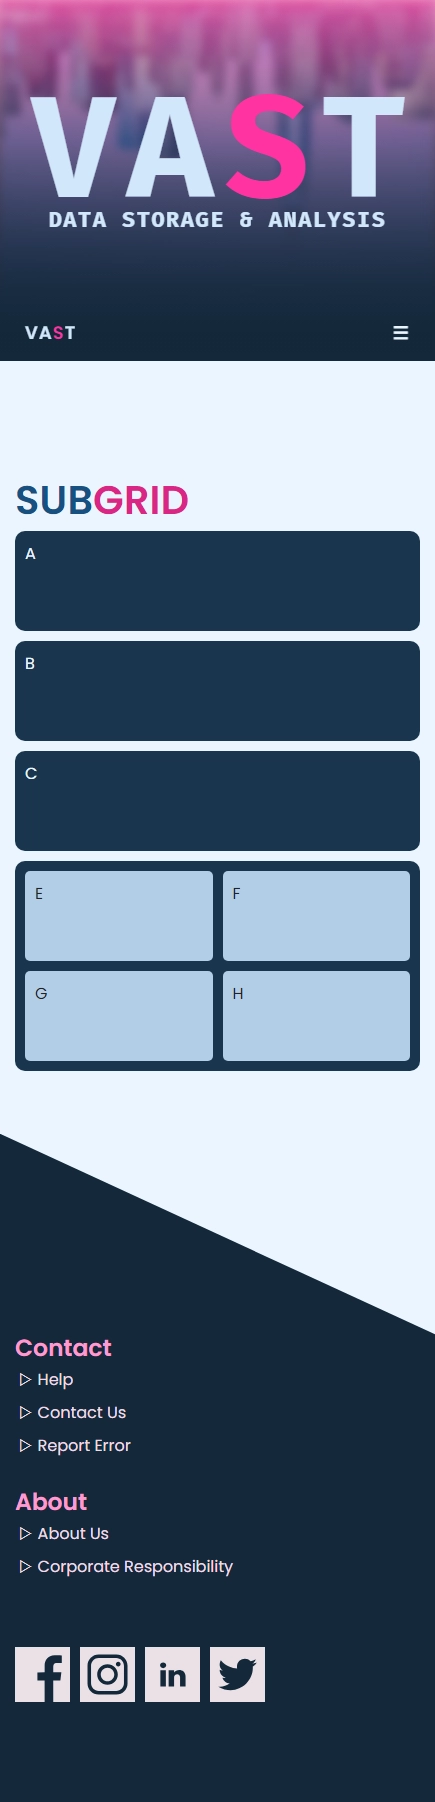 VAST
DATA STORAGE & ANALYSIS
VAST
SUBGRID
A
B
C
E
F
G
H
Contact
Help
Contact Us
Report Error
About
About Us
Corporate Responsibility
in